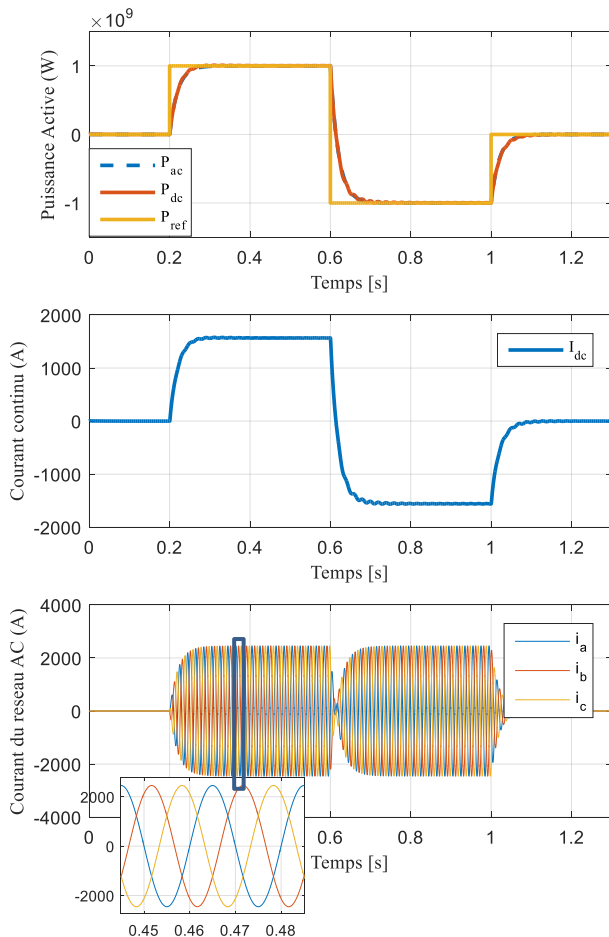 ×10⁹
Puissance Active (W)
1
0
-1
P_ac
P_dc
P_ref
0 0.2 0.4 0.6 0.8 1 1.2
Temps [s]
Courant continu (A)
2000
1000
0
-1000
-2000
I_dc
0 0.2 0.4 0.6 0.8 1 1.2
Temps [s]
Courant du reseau AC (A)
4000
2000
0
-2000
-4000
i_a
i_b
i_c
0 0.6 0.8 1 1.2
Temps [s]
2000
0
-2000
0.45 0.46 0.47 0.48